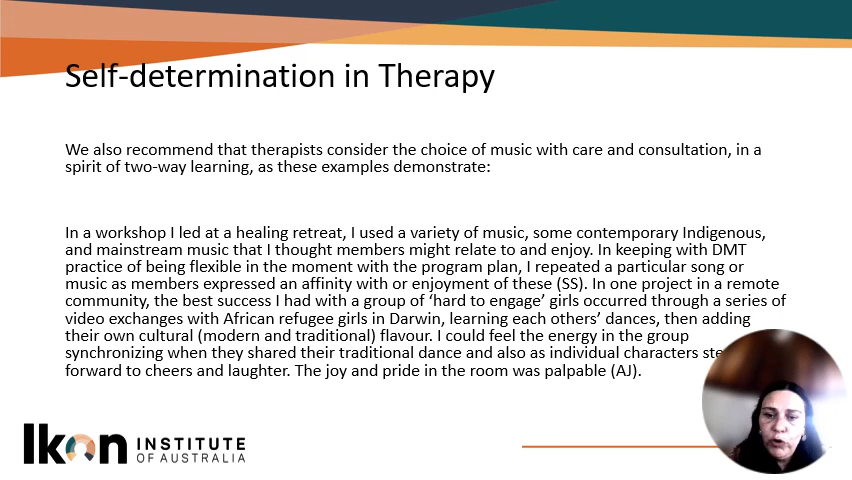 Self-determination in Therapy
We also recommend that therapists consider the choice of music with care and consultation, in a
spirit of two-way learning, as these examples demonstrate:
In a workshop I led at a healing retreat, I used a variety of music, some contemporary Indigenous,
and mainstream music that I thought members might relate to and enjoy. In keeping with DMT
practice of being flexible in the moment with the program plan, I repeated a particular song or
music as members expressed an affinity with or enjoyment of these (SS). In one project in a remote
community, the best success I had with a group of ‘hard to engage’ girls occurred through a series of
video exchanges with African refugee girls in Darwin, learning each others’ dances, then adding
their own cultural (modern and traditional) flavour. I could feel the energy in the group
synchronizing when they shared their traditional dance and also as individual characters
forward to cheers and laughter. The joy and pride in the room was palpable (AJ).
Ikon INSTITUTE
OF AUSTRALIA